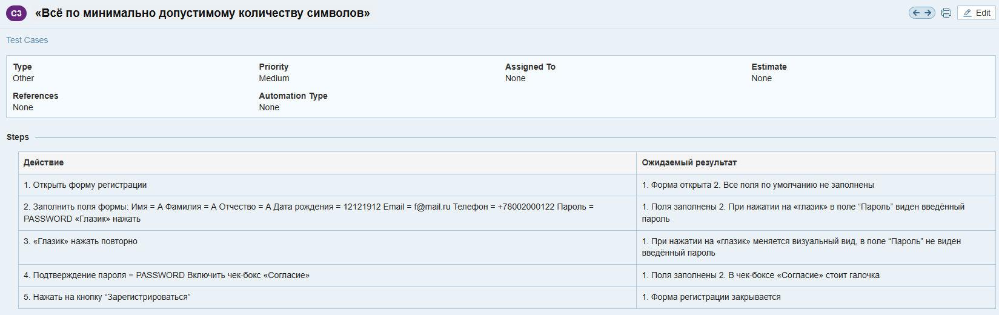 C3 «Всё по минимально допустимому количеству символов»
Edit
Test Cases
Type Priority Assigned To Estimate
Other Medium None None
References Automation Type
None None
Steps
Действие Ожидаемый результат
1. Открыть форму регистрации 1. Форма открыта 2. Все поля по умолчанию не заполнены
2. Заполнить поля формы: Имя = А Фамилия = А Отчество = А Дата рождения = 12121912 Email = f@mail.ru Телефон = +78002000122 Пароль =
PASSWORD «Глазик» нажать
1. Поля заполнены 2. При нажатии на «глазик» в поле “Пароль” виден введённый
пароль
3. «Глазик» нажать повторно
1. При нажатии на «глазик» меняется визуальный вид, в поле “Пароль” не виден
введённый пароль
4. Подтверждение пароля = PASSWORD Включить чек-бокс «Согласие» 1. Поля заполнены 2. В чек-боксе «Согласие» стоит галочка
5. Нажать на кнопку “Зарегистрироваться” 1. Форма регистрации закрывается